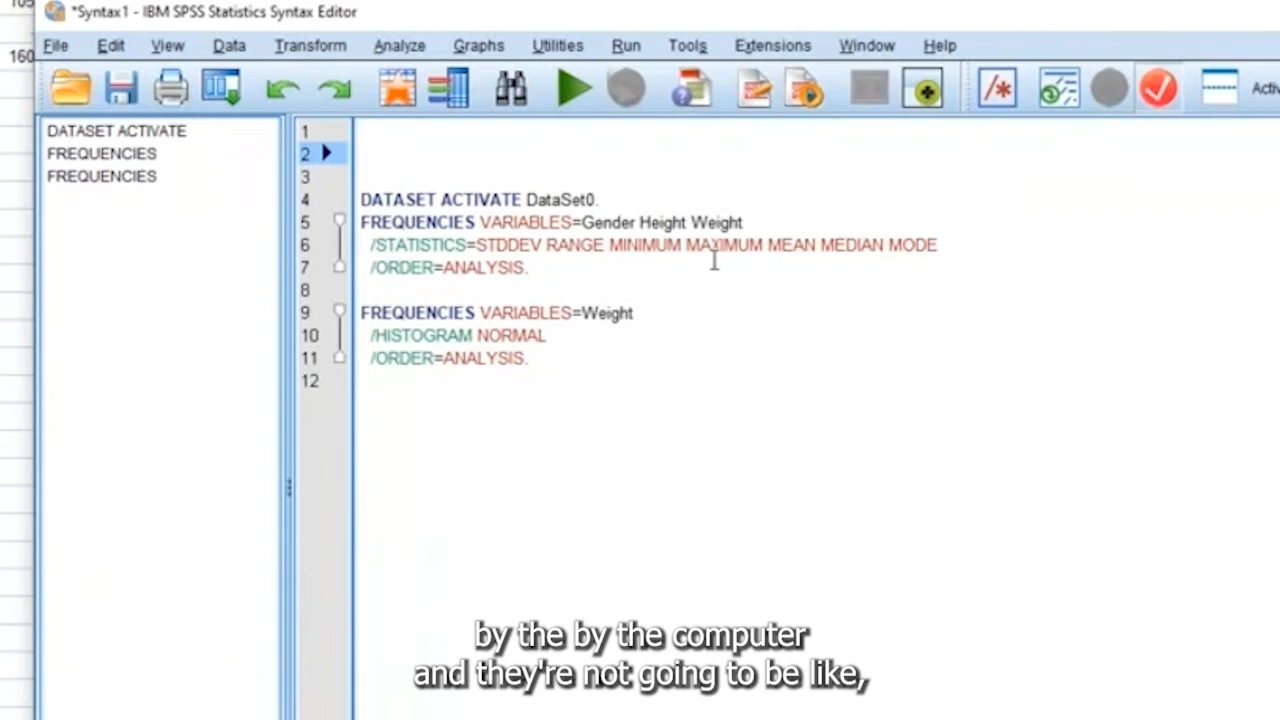 105
*Syntax1 - IBM SPSS Statistics Syntax Editor
File Edit View Data Transform Analyze Graphs Utilities Run Tools Extensions Window Help
160
Activ
DATASET ACTIVATE
FREQUENCIES
FREQUENCIES
1
2
3
4 DATASET ACTIVATE DataSet0.
5 FREQUENCIES VARIABLES=Gender Height Weight
6 /STATISTICS=STDDEV RANGE MINIMUM MAXIMUM MEAN MEDIAN MODE
7 /ORDER=ANALYSIS.
8
9 FREQUENCIES VARIABLES=Weight
10 /HISTOGRAM NORMAL
11 /ORDER=ANALYSIS.
12
by the by the computer
and they're not going to be like,